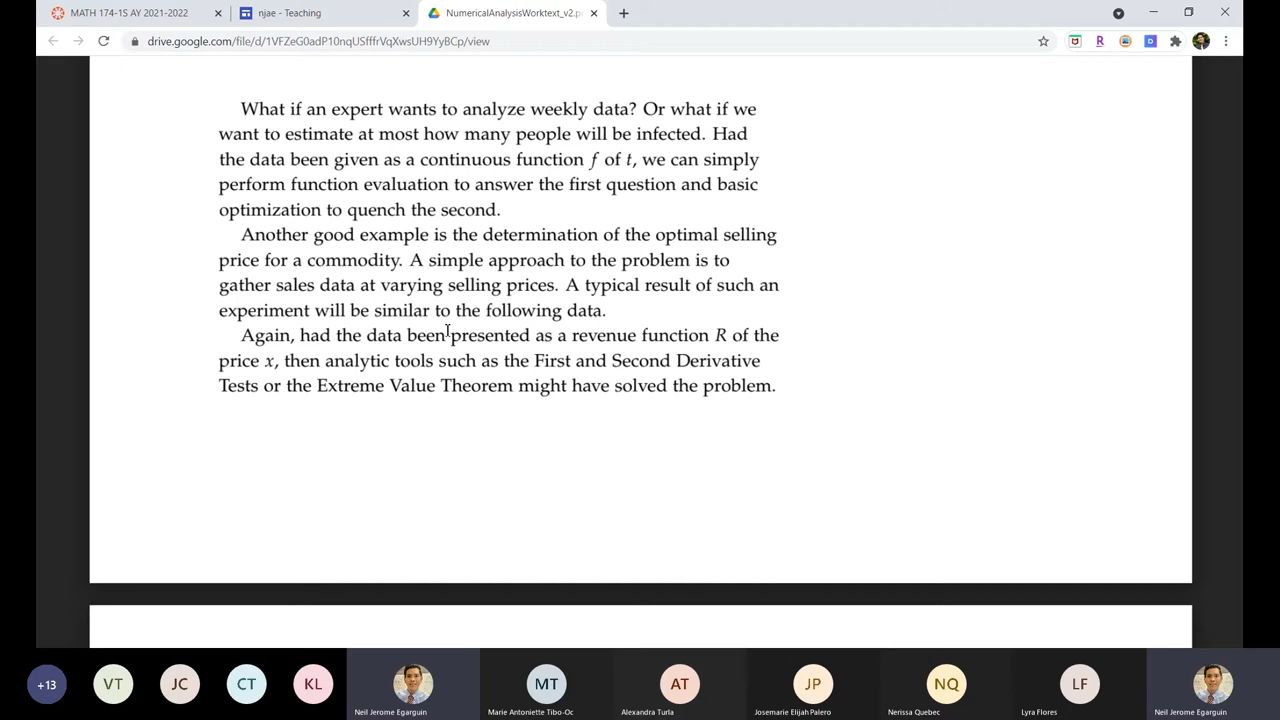 MATH 174-1S AY 2021-2022
njae - Teaching
NumericalAnalysisWorktext_v2.p
drive.google.com/file/d/1VFZeG0adP10nqUSfffrVqXwsUH9YyBCp/view
What if an expert wants to analyze weekly data? Or what if we
want to estimate at most how many people will be infected. Had
the data been given as a continuous function f of t, we can simply
perform function evaluation to answer the first question and basic
optimization to quench the second.
Another good example is the determination of the optimal selling
price for a commodity. A simple approach to the problem is to
gather sales data at varying selling prices. A typical result of such an
experiment will be similar to the following data.
Again, had the data been presented as a revenue function R of the
price x, then analytic tools such as the First and Second Derivative
Tests or the Extreme Value Theorem might have solved the problem.
+13 VT JC CT KL MT AT JP NQ LF
Neil Jerome Egarguin Marie Antoniette Tibo-Oc Alexandra Turla Josemarie Elijah Palero Nerissa Quebec Lyra Flores Neil Jerome Egarguin